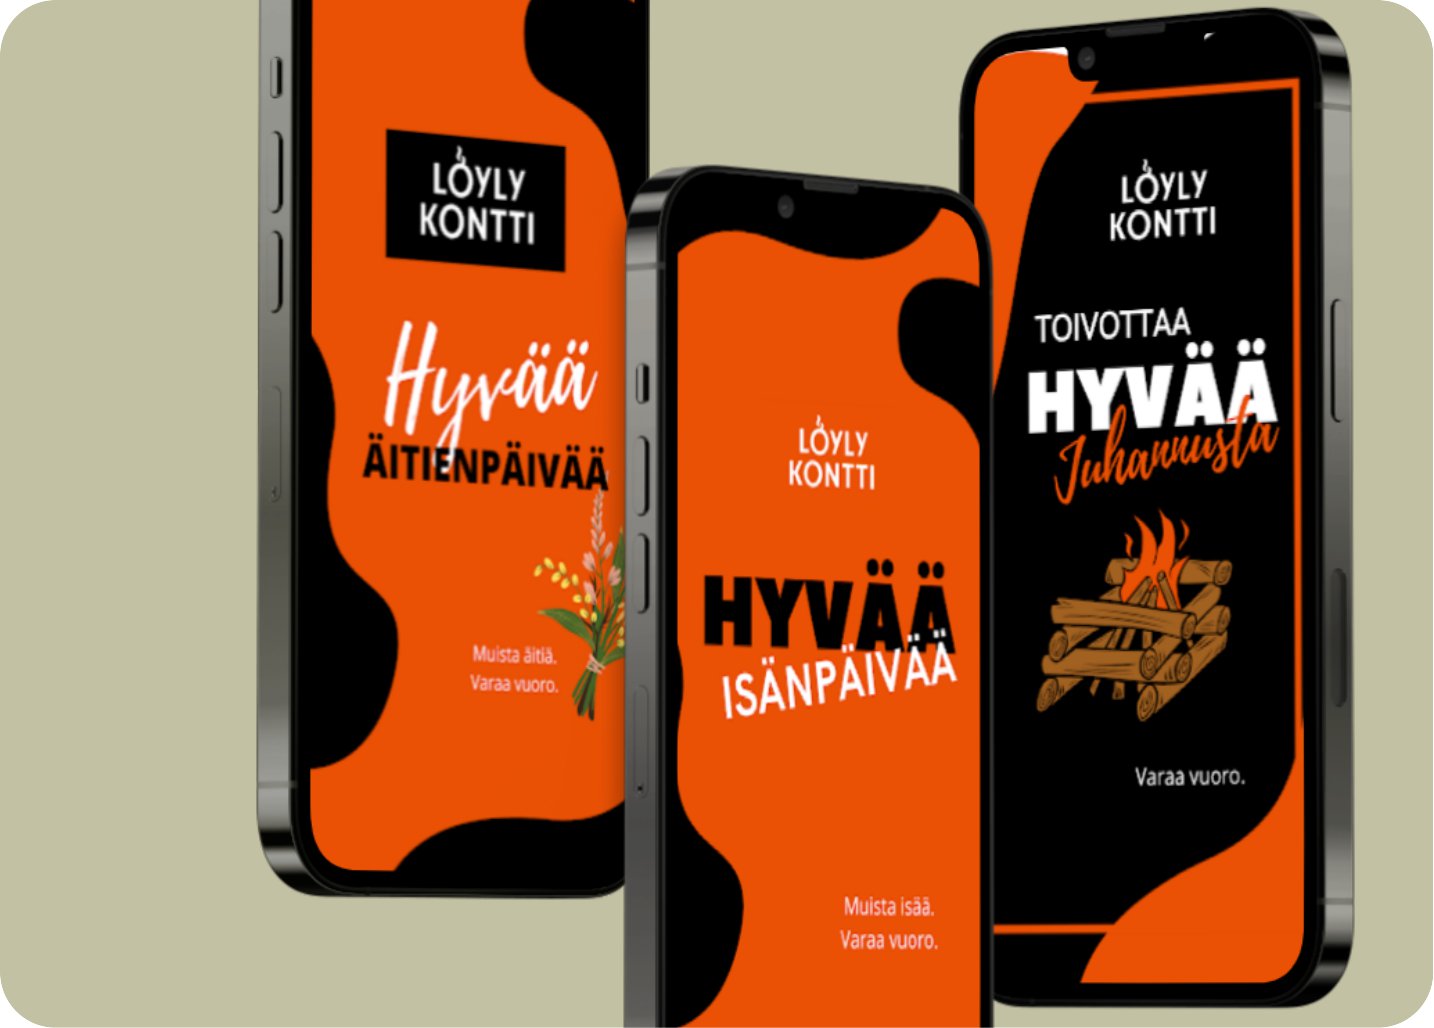 LÖYLY
KONTTI
Hyvää
ÄITIENPÄIVÄÄ
Muista äitiä.
Varaa vuoro.
LÖYLY
KONTTI
HYVÄÄ
ISÄNPÄIVÄÄ
Muista isää.
Varaa vuoro.
LÖYLY
KONTTI
TOIVOTTAA
HYVÄÄ
Juhannusta
Varaa vuoro.